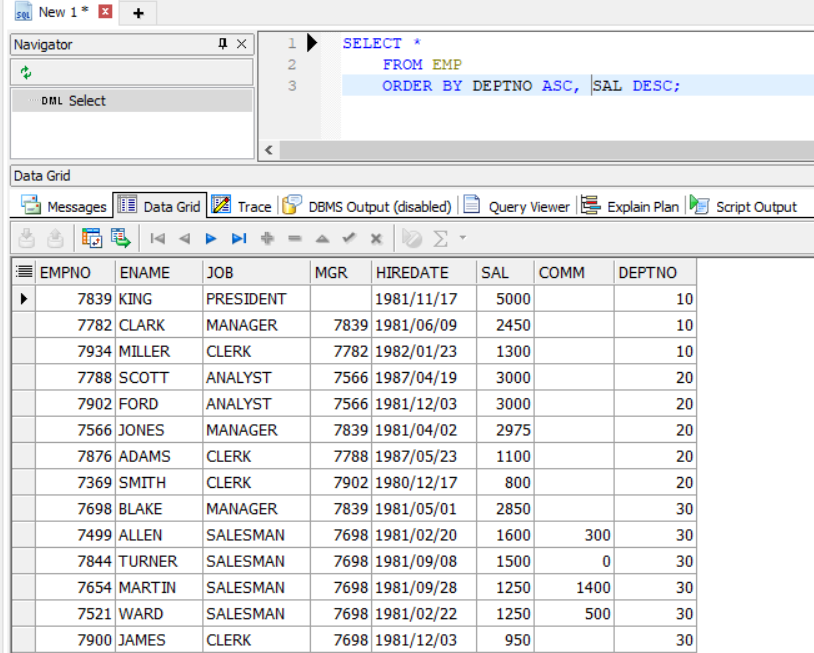 SQL New 1 * x +
Navigator
DML Select
1 SELECT *
2 FROM EMP
3 ORDER BY DEPTNO ASC, SAL DESC;
Data Grid
Messages Data Grid Trace DBMS Output (disabled) Query Viewer Explain Plan Script Output
EMPNO ENAME JOB MGR HIREDATE SAL COMM DEPTNO
7839 KING PRESIDENT 1981/11/17 5000 10
7782 CLARK MANAGER 7839 1981/06/09 2450 10
7934 MILLER CLERK 7782 1982/01/23 1300 10
7788 SCOTT ANALYST 7566 1987/04/19 3000 20
7902 FORD ANALYST 7566 1981/12/03 3000 20
7566 JONES MANAGER 7839 1981/04/02 2975 20
7876 ADAMS CLERK 7788 1987/05/23 1100 20
7369 SMITH CLERK 7902 1980/12/17 800 20
7698 BLAKE MANAGER 7839 1981/05/01 2850 30
7499 ALLEN SALESMAN 7698 1981/02/20 1600 300 30
7844 TURNER SALESMAN 7698 1981/09/08 1500 0 30
7654 MARTIN SALESMAN 7698 1981/09/28 1250 1400 30
7521 WARD SALESMAN 7698 1981/02/22 1250 500 30
7900 JAMES CLERK 7698 1981/12/03 950 30